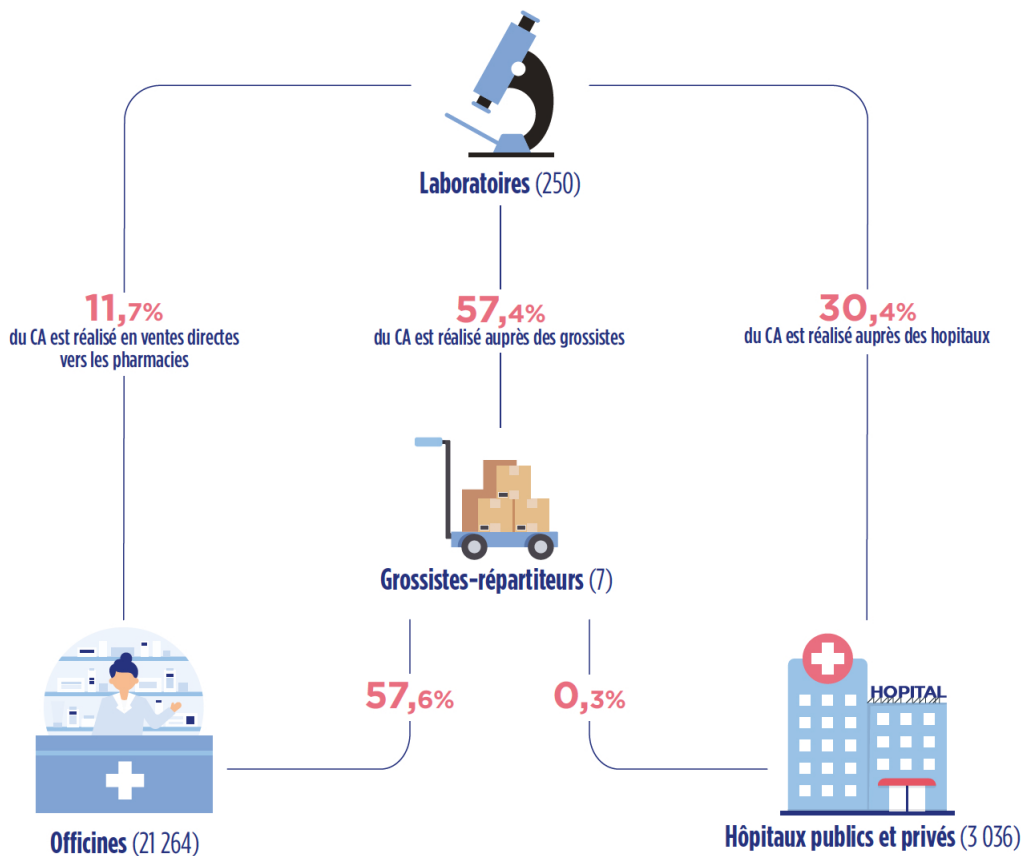 Laboratoires (250)
11,7%
du CA est réalisé en ventes directes
vers les pharmacies
57,4%
du CA est réalisé auprès des grossistes
30,4%
du CA est réalisé auprès des hopitaux
Grossistes-répartiteurs (7)
57,6%
0,3%
HOPITAL
Officines (21 264)
Hôpitaux publics et privés (3 036)